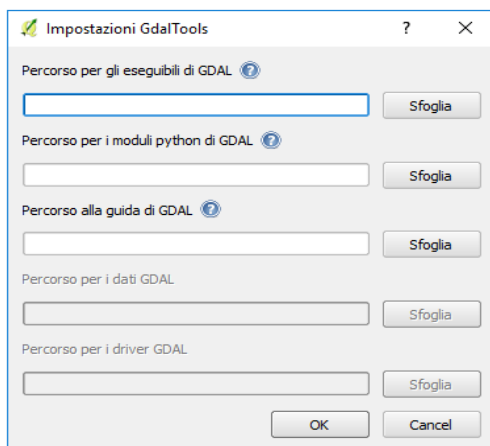 Impostazioni GdalTools
Percorso per gli eseguibili di GDAL
Sfoglia
Percorso per i moduli python di GDAL
Sfoglia
Percorso alla guida di GDAL
Sfoglia
Percorso per i dati GDAL
Sfoglia
Percorso per i driver GDAL
Sfoglia
OK Cancel